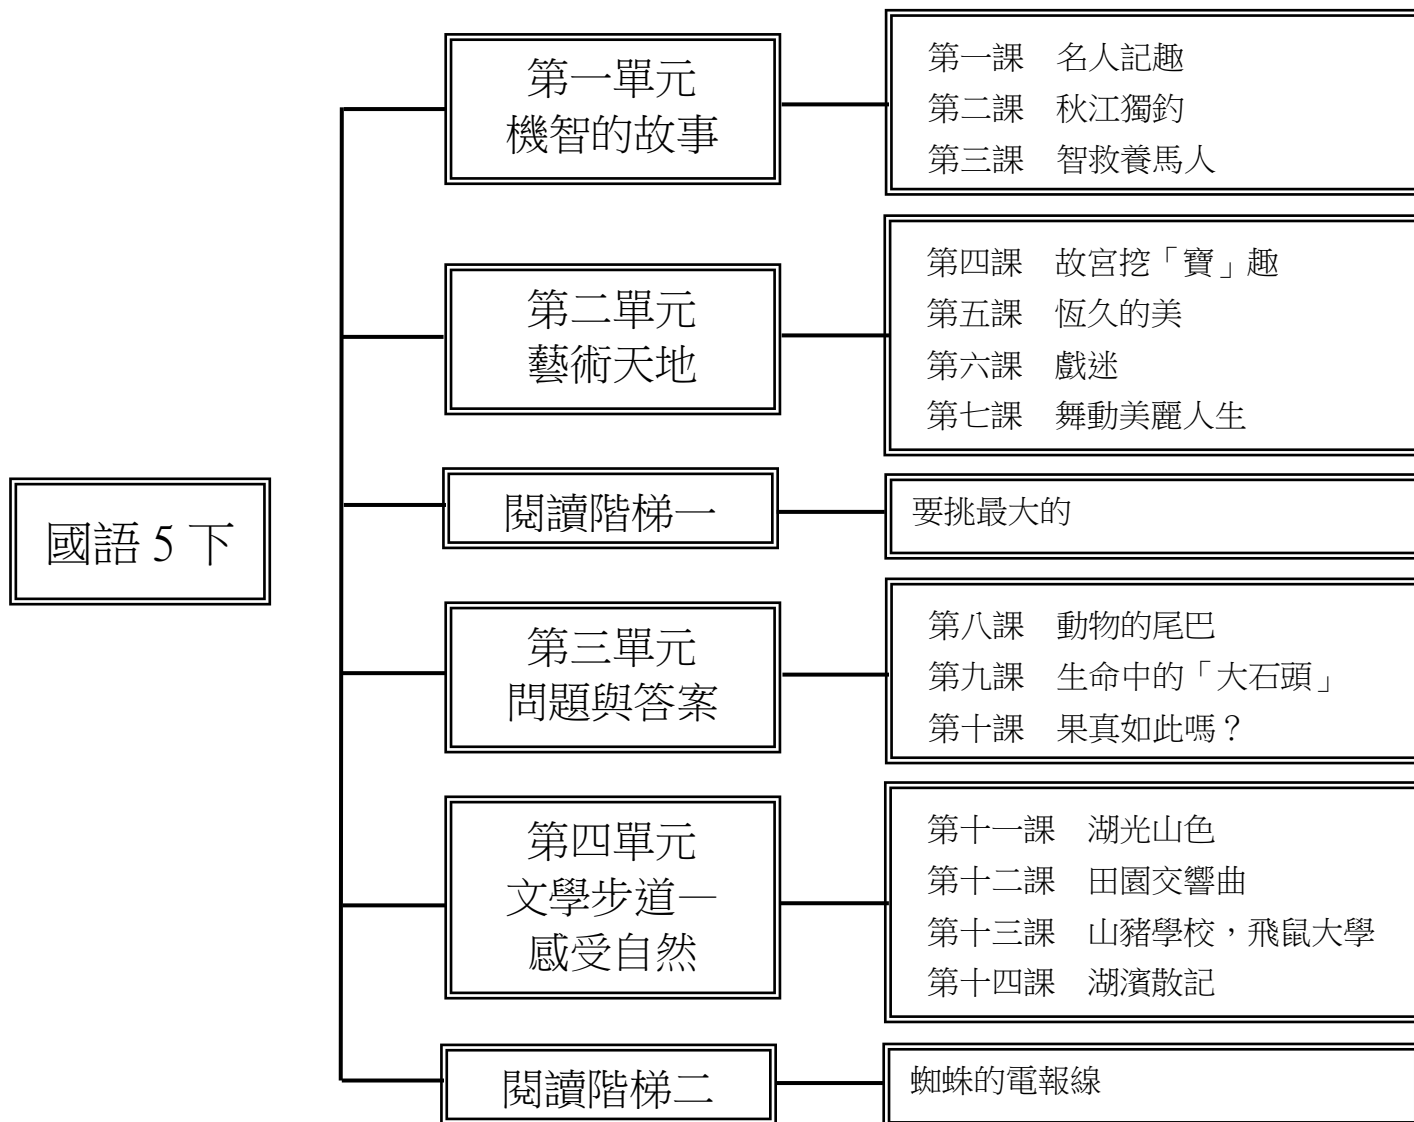 國語 5 下
第一單元
機智的故事
第一課　名人記趣
第二課　秋江獨釣
第三課　智救養馬人
第二單元
藝術天地
第四課　故宮挖「寶」趣
第五課　恆久的美
第六課　戲迷
第七課　舞動美麗人生
閱讀階梯一
要挑最大的
第三單元
問題與答案
第八課　動物的尾巴
第九課　生命中的「大石頭」
第十課　果真如此嗎？
第四單元
文學步道—
感受自然
第十一課　湖光山色
第十二課　田園交響曲
第十三課　山豬學校，飛鼠大學
第十四課　湖濱散記
閱讀階梯二
蜘蛛的電報線